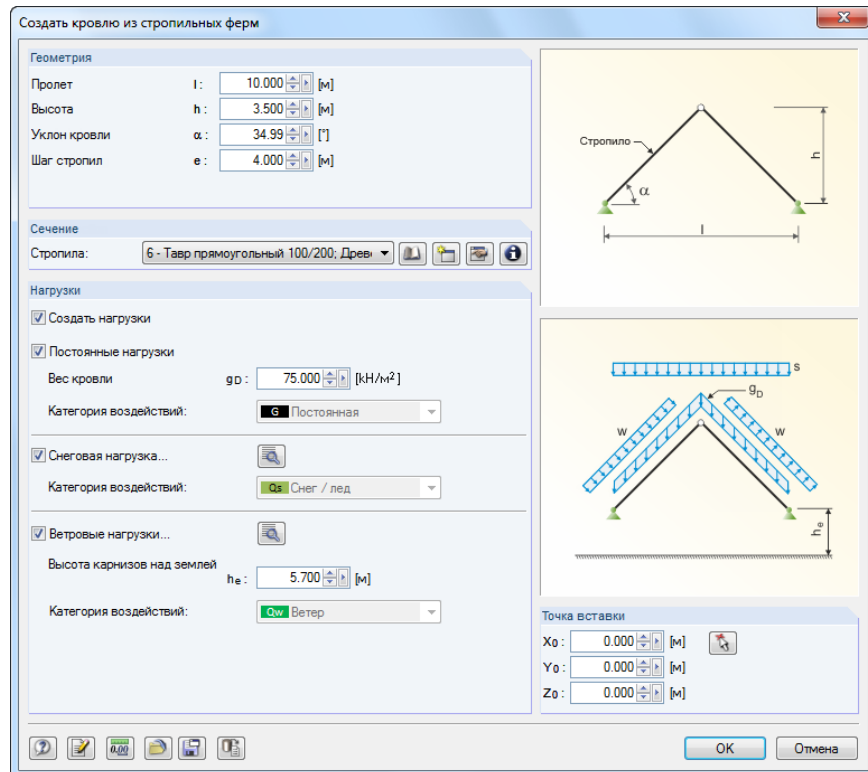 Создать кровлю из стропильных ферм
Геометрия
Пролет l : 10.000 [м]
Высота h : 3.500 [м]
Уклон кровли α : 34.99 [°]
Шаг стропил e : 4.000 [м]
Стропило
α
h
l
Сечение
Стропила: 6 - Тавр прямоугольный 100/200; Древ
Нагрузки
Создать нагрузки
Постоянные нагрузки
Вес кровли gD : 75.000 [кН/м²]
Категория воздействий: G Постоянная
Снеговая нагрузка...
Категория воздействий: Qs Снег / лед
Ветровые нагрузки...
Высота карнизов над землей
he : 5.700 [м]
Категория воздействий: Qw Ветер
s
gD
w
w
he
Точка вставки
X0 : 0.000 [м]
Y0 : 0.000 [м]
Z0 : 0.000 [м]
0.00
OK
Отмена